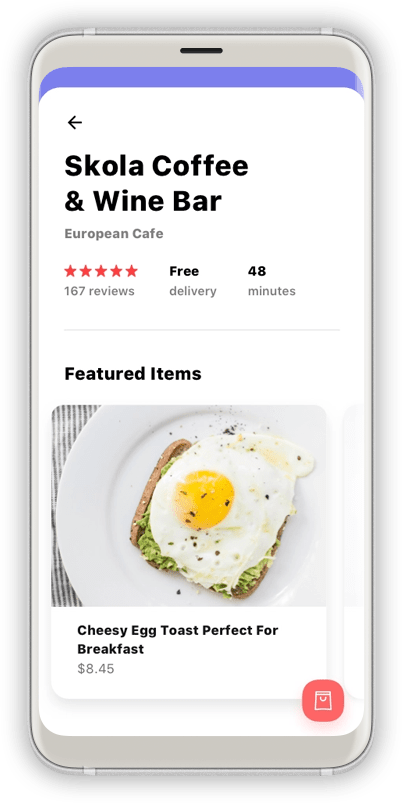 Skola Coffee
& Wine Bar
European Cafe
Free
48
167 reviews
delivery
minutes
Featured Items
Cheesy Egg Toast Perfect For
Breakfast
$8.45